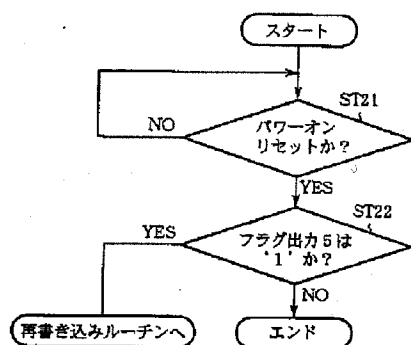 スタート
ST21
パワーオン
リセットか？
NO
YES
ST22
フラグ出力5は
'1'か？
YES
NO
再書き込みルーチンへ
エンド